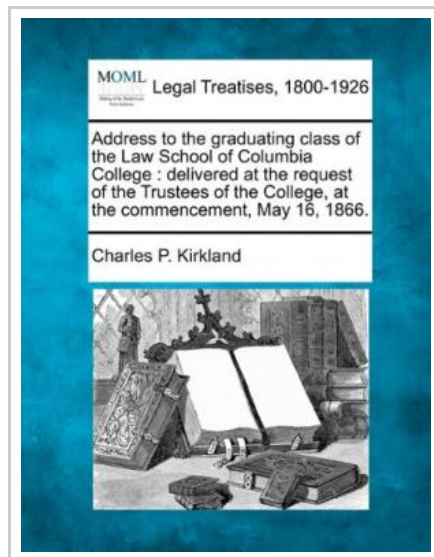 MOML
Legal Treatises, 1800-1926
Address to the graduating class of
the Law School of Columbia
College : delivered at the request
of the Trustees of the College, at
the commencement, May 16, 1866.
Charles P. Kirkland